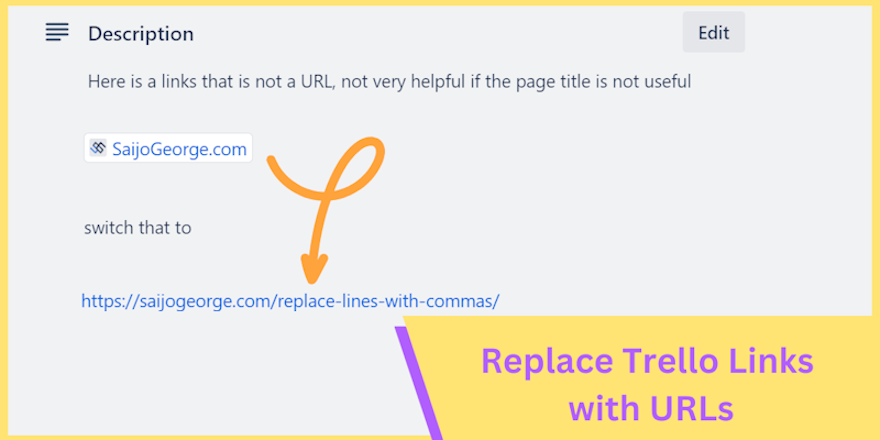 Description
Edit
Here is a links that is not a URL, not very helpful if the page title is not useful
SaijoGeorge.com
switch that to
https://saijogeorge.com/replace-lines-with-commas/
Replace Trello Links
with URLs